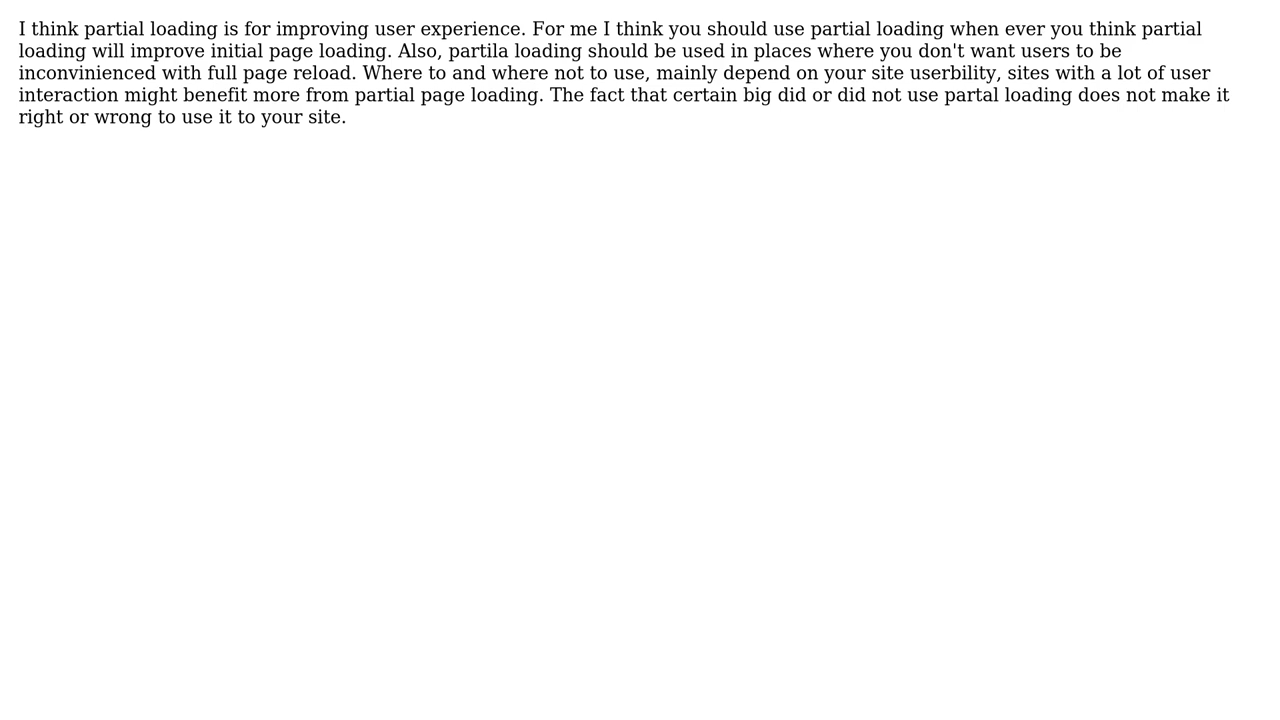 I think partial loading is for improving user experience. For me I think you should use partial loading when ever you think partial
loading will improve initial page loading. Also, partila loading should be used in places where you don't want users to be
inconvinienced with full page reload. Where to and where not to use, mainly depend on your site userbility, sites with a lot of user
interaction might benefit more from partial page loading. The fact that certain big did or did not use partal loading does not make it
right or wrong to use it to your site.